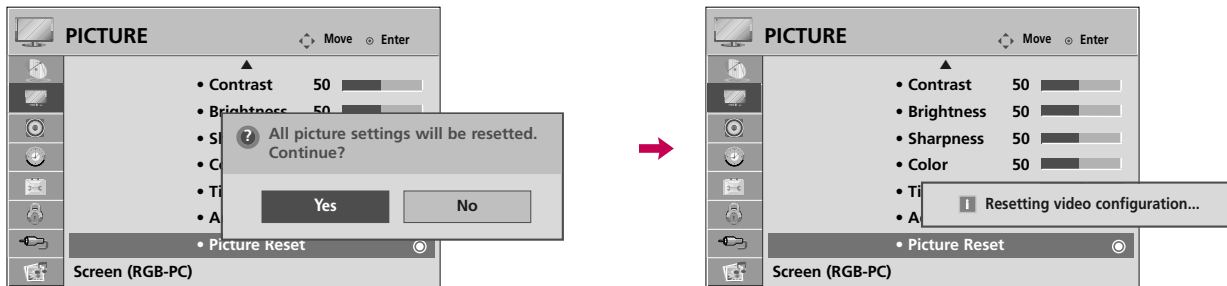 PICTURE
Move Enter
• Contrast 50
• Brightness 50
All picture settings will be resetted.
Continue?
Yes No
• Picture Reset
Screen (RGB-PC)
PICTURE
Move Enter
• Contrast 50
• Brightness 50
• Sharpness 50
• Color 50
Resetting video configuration...
• Picture Reset
Screen (RGB-PC)